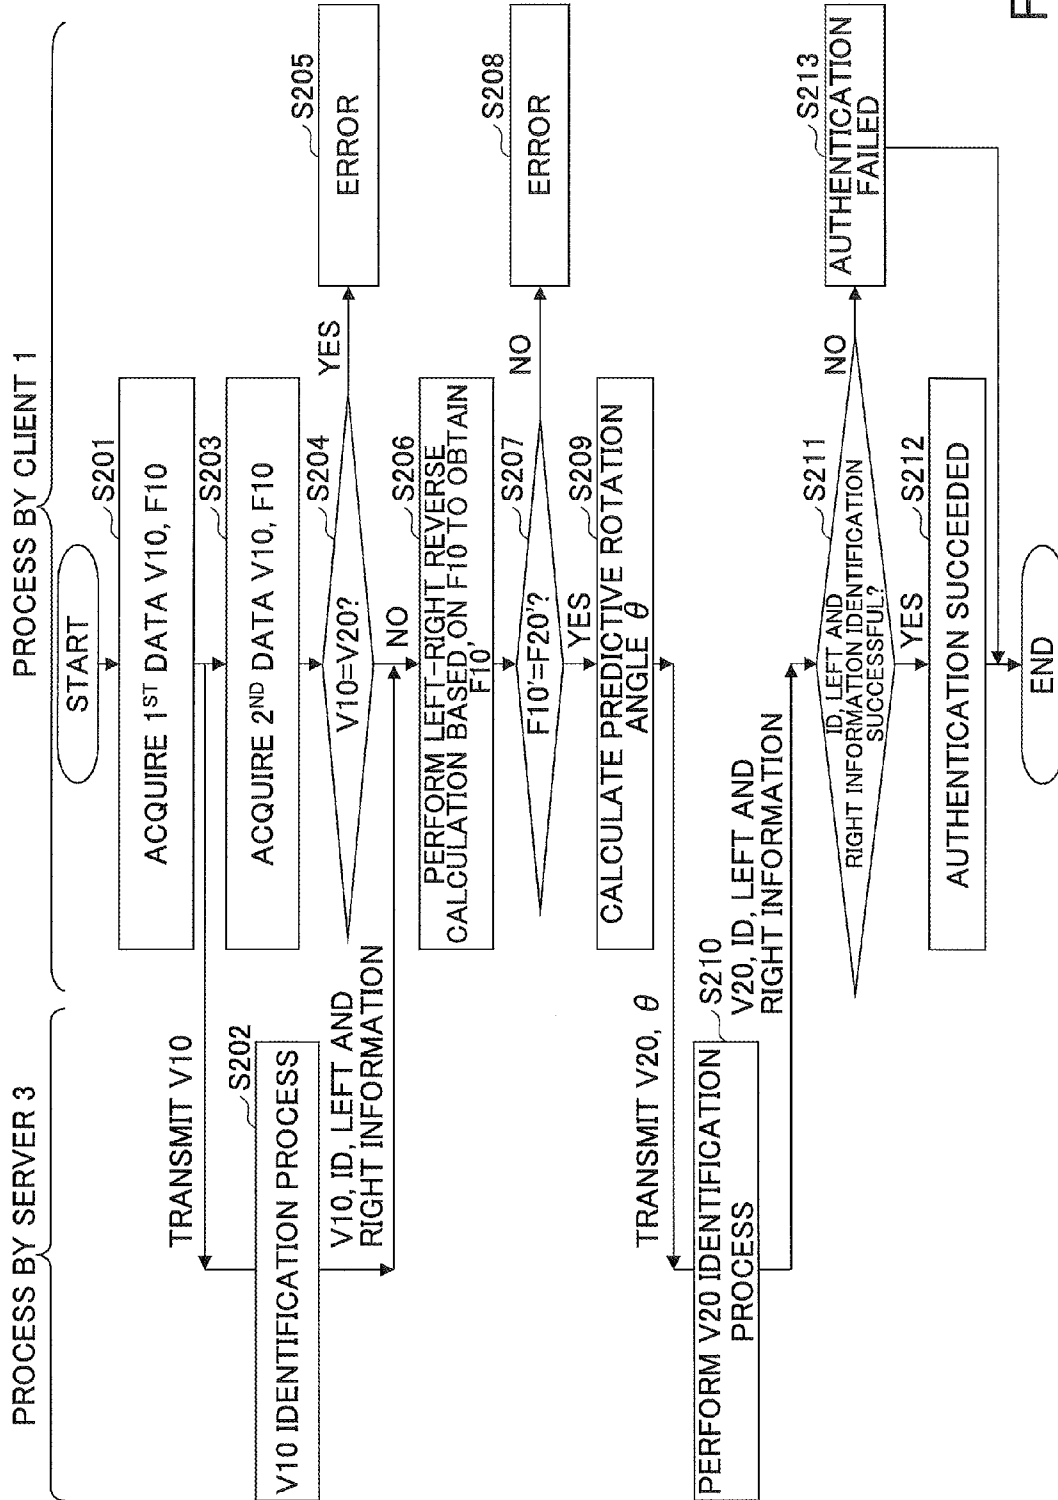 PROCESS BY SERVER 3
PROCESS BY CLIENT 1
START
S201
ACQUIRE 1ST DATA V10, F10
TRANSMIT V10
S202
V10 IDENTIFICATION PROCESS
S203
ACQUIRE 2ND DATA V10, F10
S204
V10=V20?
YES
S205
ERROR
NO
V10, ID, LEFT AND
RIGHT INFORMATION
S206
PERFORM LEFT-RIGHT REVERSE
CALCULATION BASED ON F10 TO OBTAIN
F10'
S207
F10'=F20'?
NO
S208
ERROR
YES
S209
CALCULATE PREDICTIVE ROTATION
ANGLE θ
TRANSMIT V20, θ
S210
PERFORM V20 IDENTIFICATION
PROCESS
V20, ID, LEFT AND
RIGHT INFORMATION
S211
ID, LEFT AND
RIGHT INFORMATION IDENTIFICATION
SUCCESSFUL?
NO
S213
AUTHENTICATION
FAILED
YES
S212
AUTHENTICATION SUCCEEDED
END